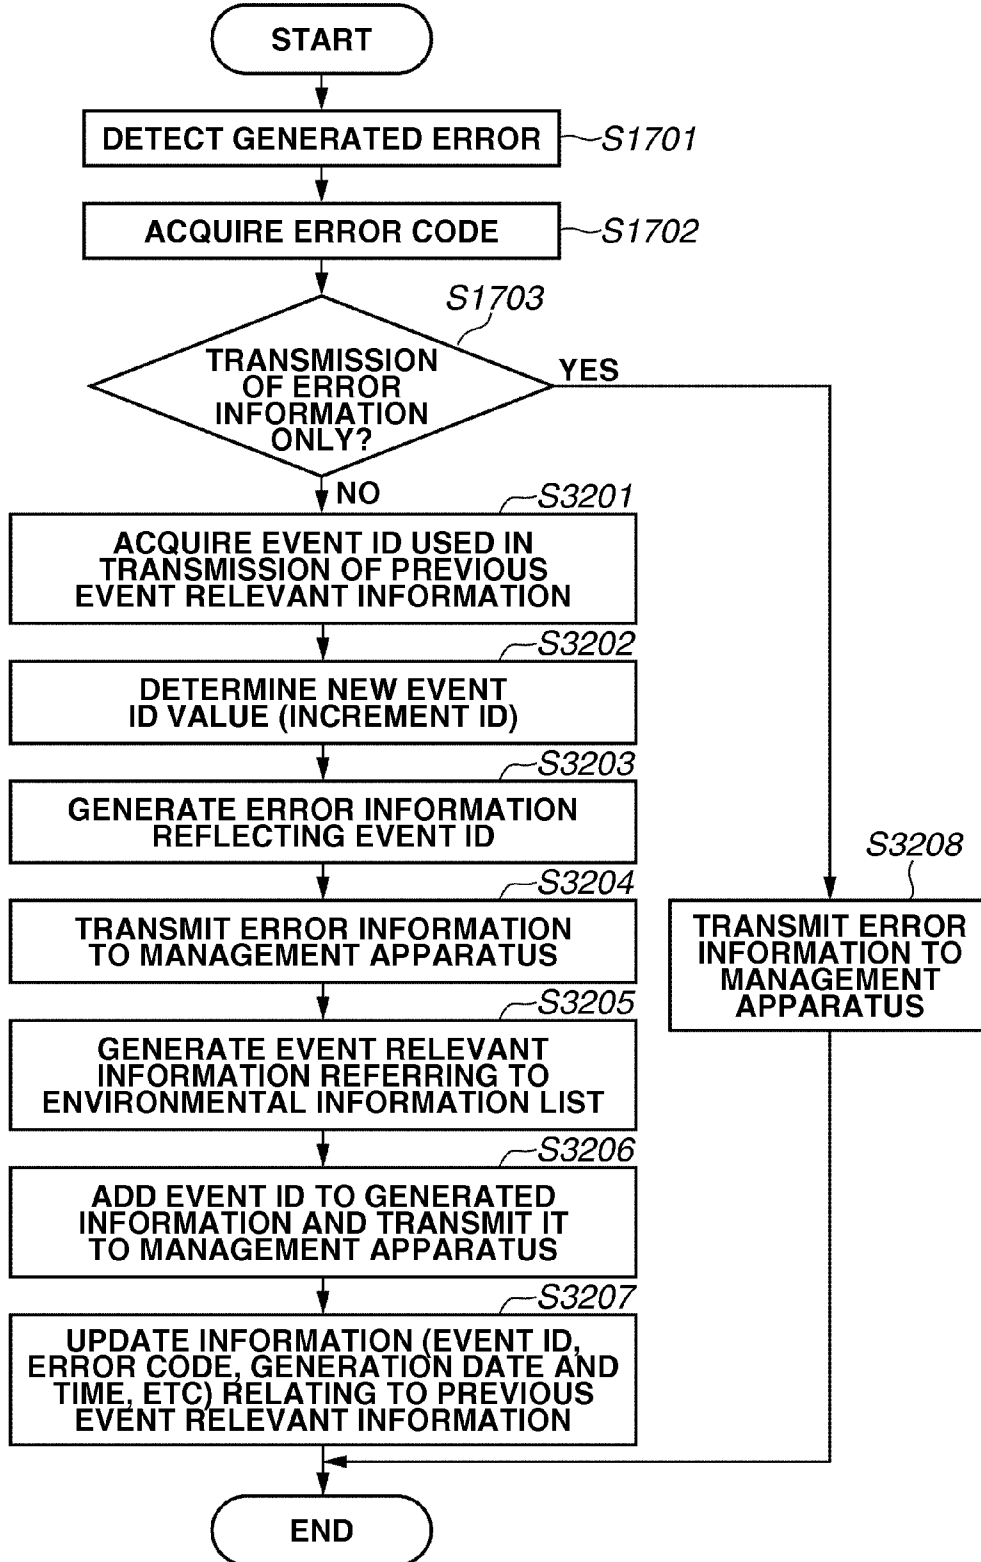 START
DETECT GENERATED ERROR
S1701
ACQUIRE ERROR CODE
S1702
S1703
TRANSMISSION
OF ERROR
INFORMATION
ONLY?
YES
NO
S3201
ACQUIRE EVENT ID USED IN
TRANSMISSION OF PREVIOUS
EVENT RELEVANT INFORMATION
S3202
DETERMINE NEW EVENT
ID VALUE (INCREMENT ID)
S3203
GENERATE ERROR INFORMATION
REFLECTING EVENT ID
S3204
TRANSMIT ERROR INFORMATION
TO MANAGEMENT APPARATUS
S3208
TRANSMIT ERROR
INFORMATION TO
MANAGEMENT
APPARATUS
S3205
GENERATE EVENT RELEVANT
INFORMATION REFERRING TO
ENVIRONMENTAL INFORMATION LIST
S3206
ADD EVENT ID TO GENERATED
INFORMATION AND TRANSMIT IT
TO MANAGEMENT APPARATUS
S3207
UPDATE INFORMATION (EVENT ID,
ERROR CODE, GENERATION DATE AND
TIME, ETC) RELATING TO PREVIOUS
EVENT RELEVANT INFORMATION
END